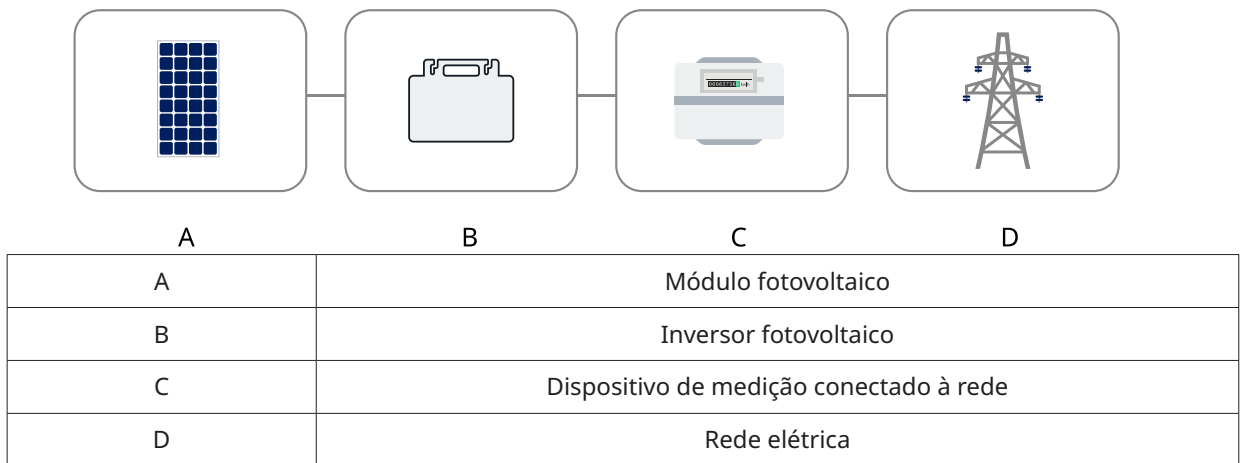 A B C D
A Módulo fotovoltaico
B Inversor fotovoltaico
C Dispositivo de medição conectado à rede
D Rede elétrica